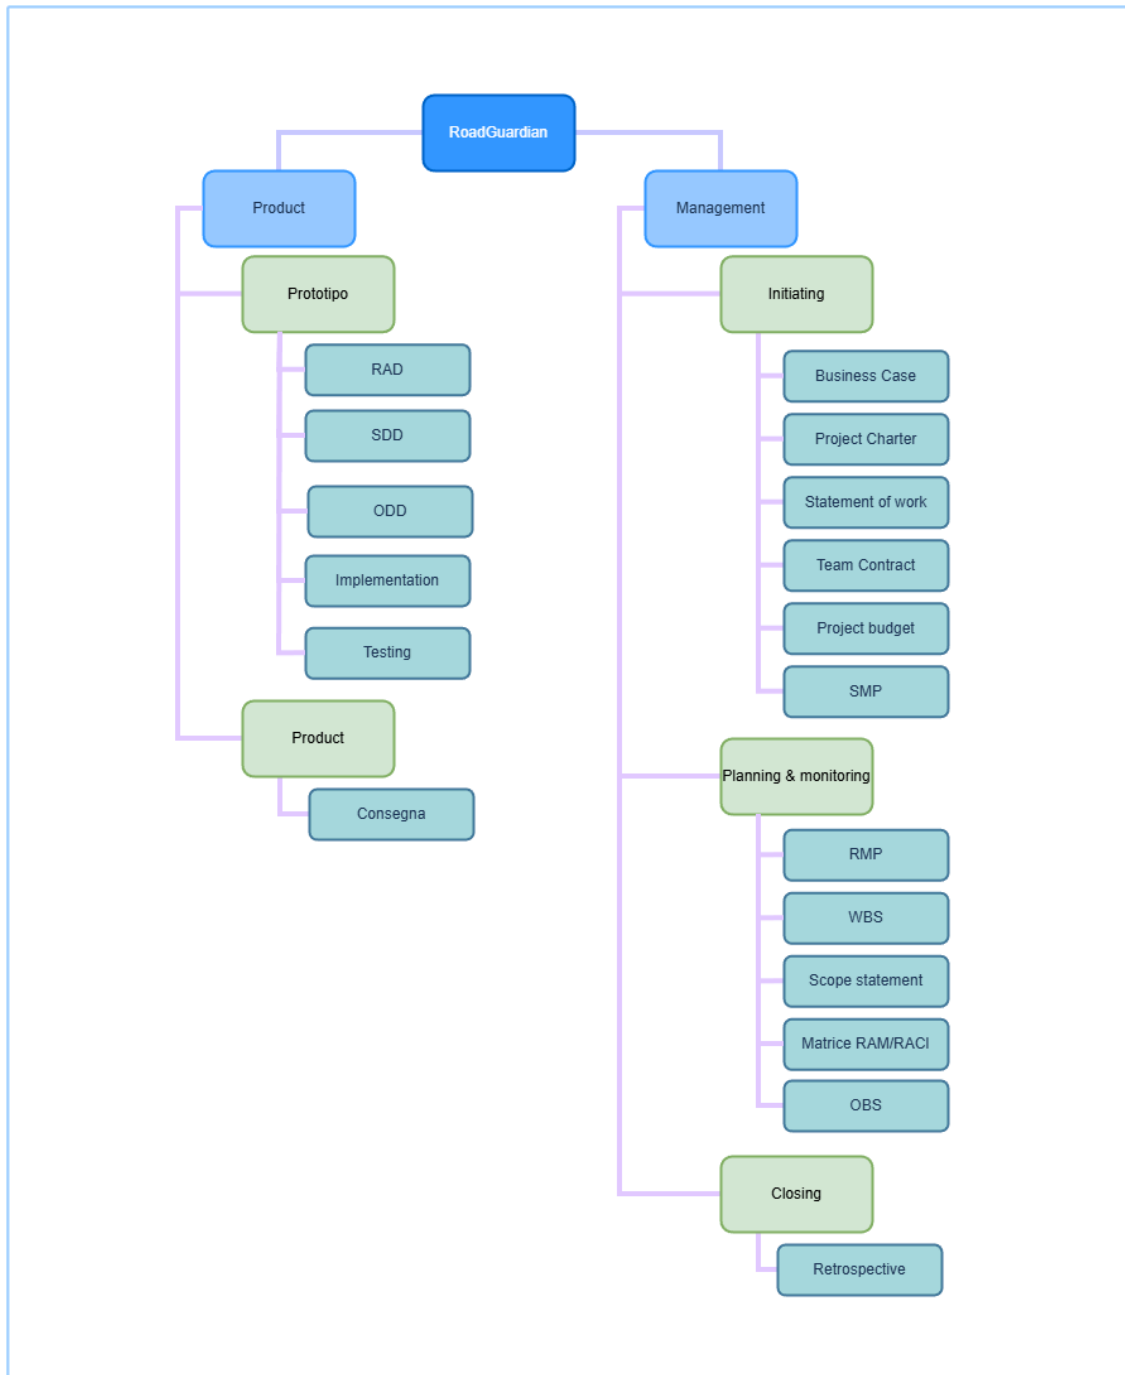 RoadGuardian
Product
Prototipo
RAD
SDD
ODD
Implementation
Testing
Product
Consegna
Management
Initiating
Business Case
Project Charter
Statement of work
Team Contract
Project budget
SMP
Planning & monitoring
RMP
WBS
Scope statement
Matrice RAM/RACI
OBS
Closing
Retrospective